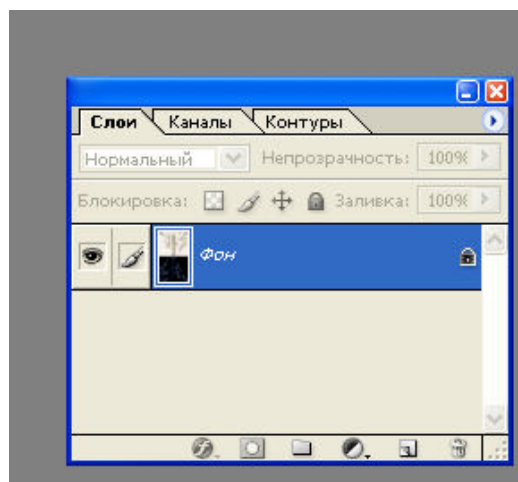 Слои Каналы Контуры
Нормальный Непрозрачность: 100%
Блокировка: Заливка: 100%
Фон